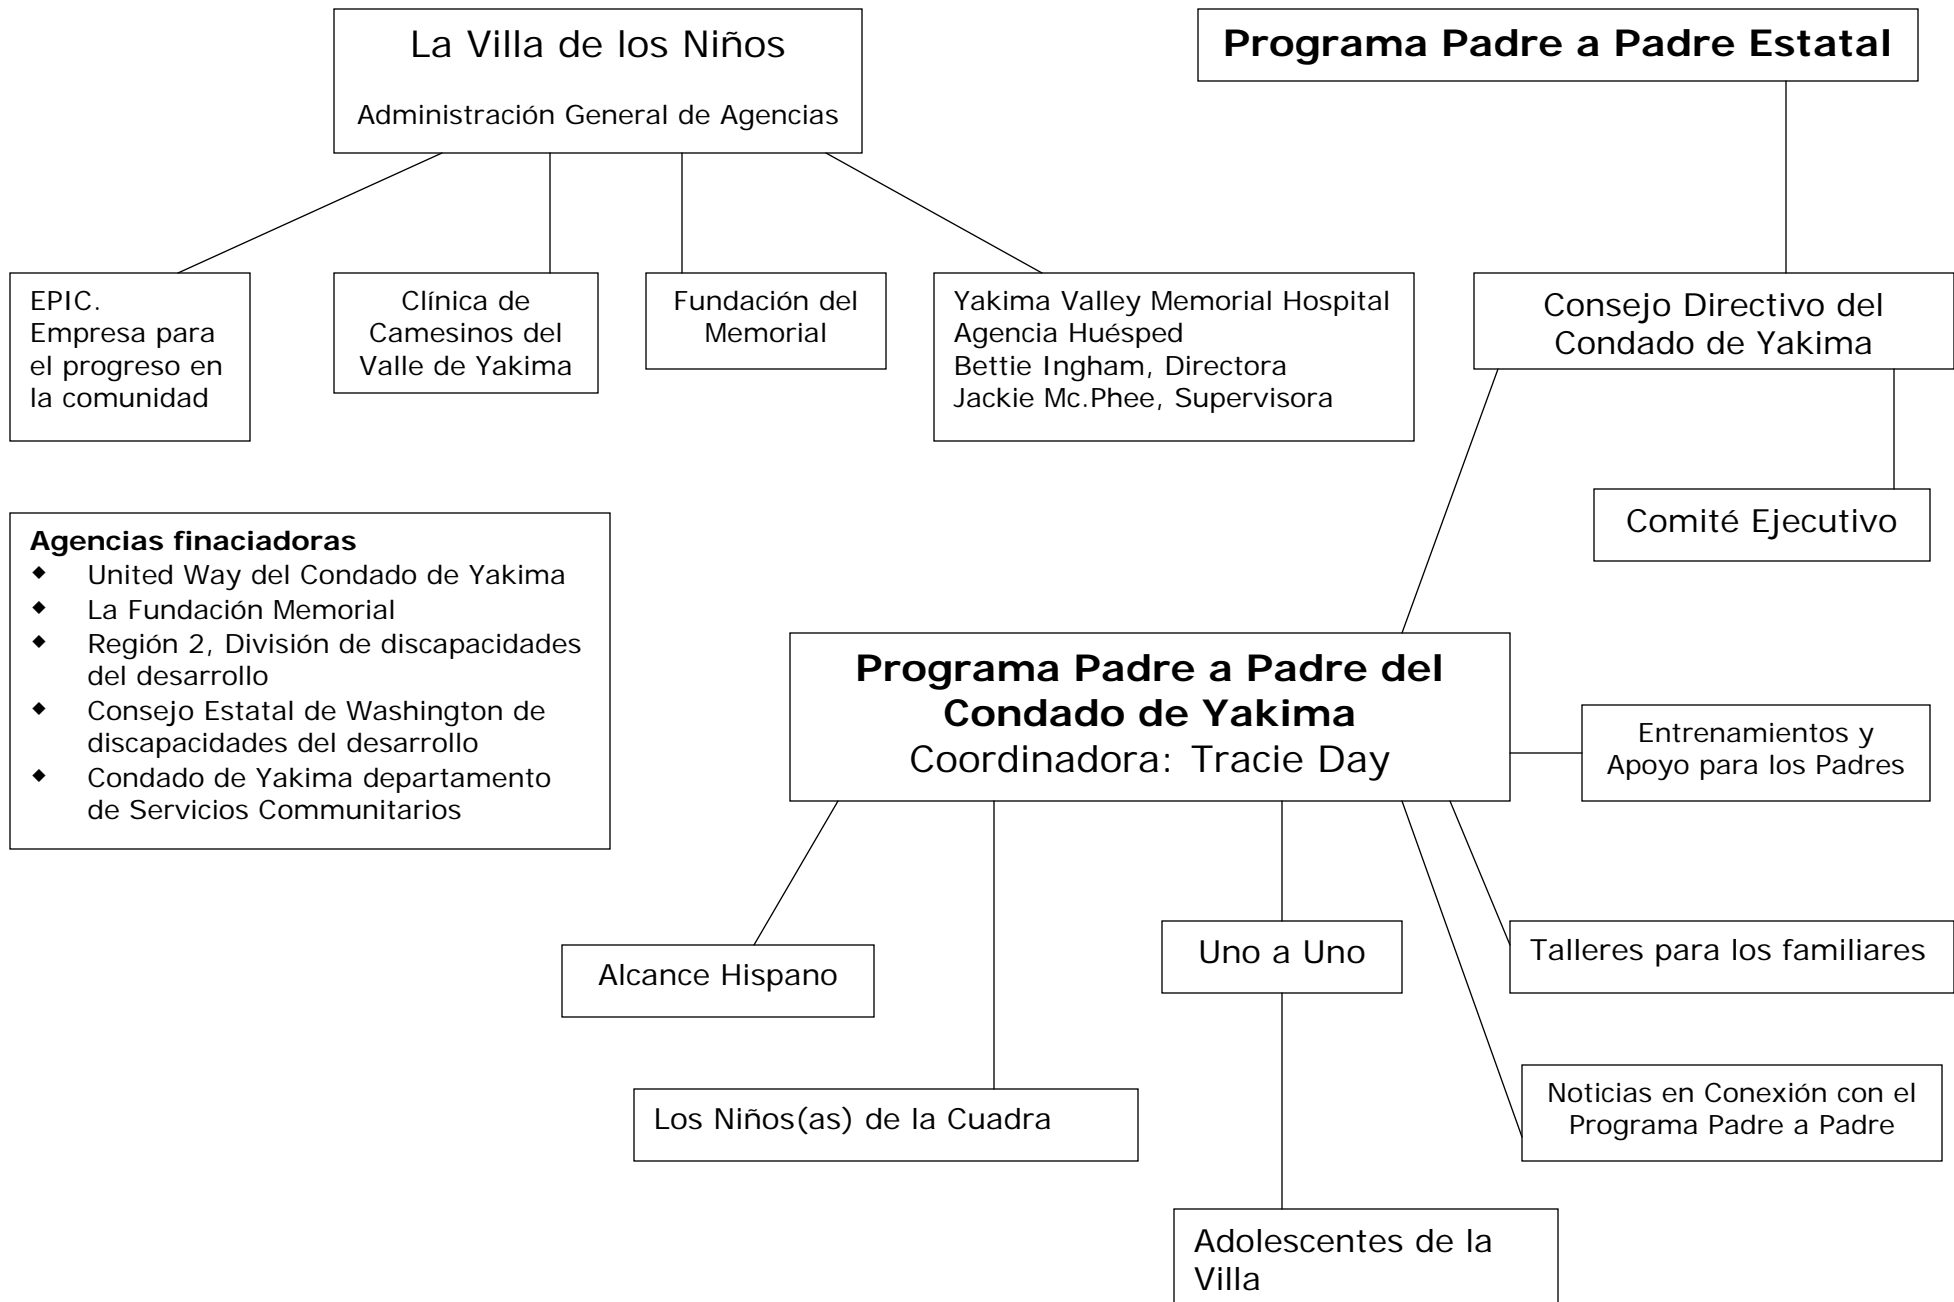 La Villa de los Niños
Administración General de Agencias
Programa Padre a Padre Estatal
EPIC.
Empresa para
el progreso en
la comunidad
Clínica de
Camesinos del
Valle de Yakima
Fundación del
Memorial
Yakima Valley Memorial Hospital
Agencia Huésped
Bettie Ingham, Directora
Jackie Mc.Phee, Supervisora
Consejo Directivo del
Condado de Yakima
Comité Ejecutivo
Agencias finaciadoras
◆ United Way del Condado de Yakima
◆ La Fundación Memorial
◆ Región 2, División de discapacidades
del desarrollo
◆ Consejo Estatal de Washington de
discapacidades del desarrollo
◆ Condado de Yakima departamento
de Servicios Communitarios
Programa Padre a Padre del
Condado de Yakima
Coordinadora: Tracie Day
Entrenamientos y
Apoyo para los Padres
Alcance Hispano
Uno a Uno
Talleres para los familiares
Los Niños(as) de la Cuadra
Noticias en Conexión con el
Programa Padre a Padre
Adolescentes de la
Villa